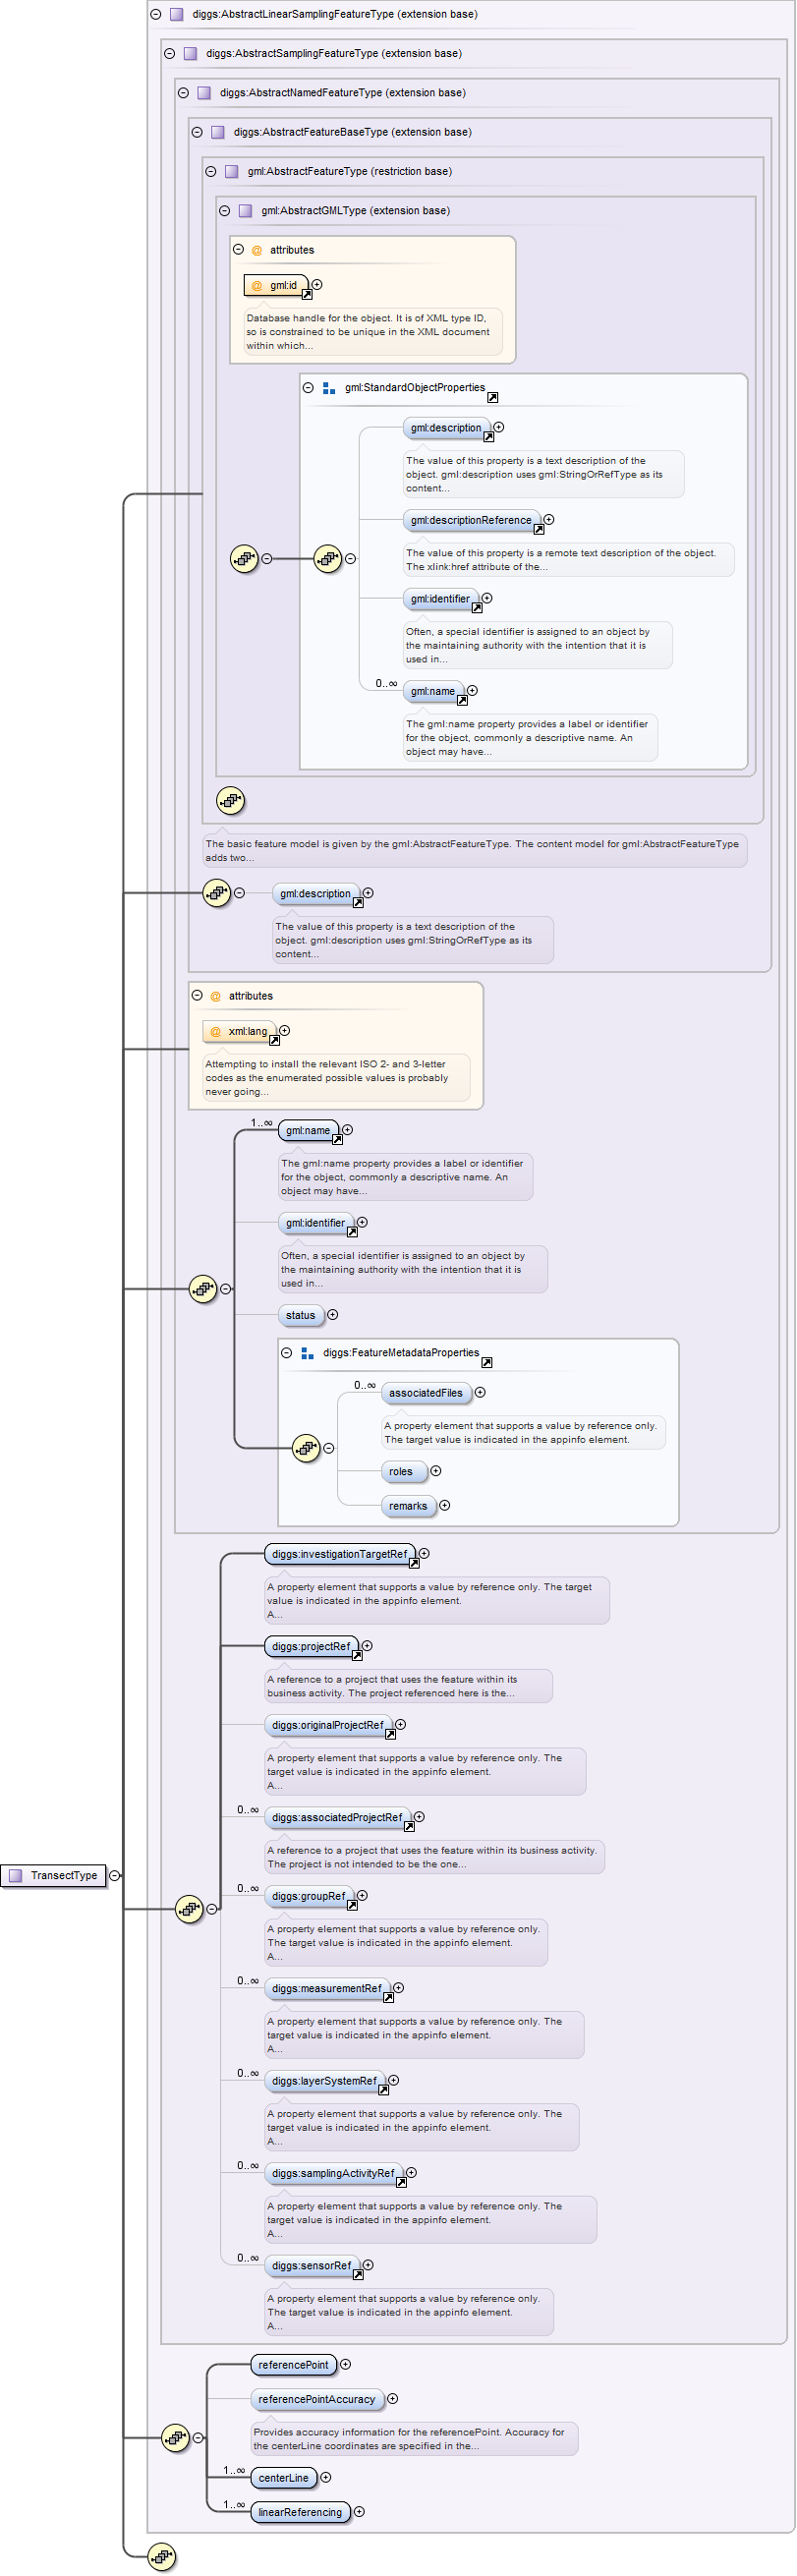 diggs:AbstractLinearSamplingFeatureType (extension base)
diggs:AbstractSamplingFeatureType (extension base)
diggs:AbstractNamedFeatureType (extension base)
diggs:AbstractFeatureBaseType (extension base)
gml:AbstractFeatureType (restriction base)
gml:AbstractGMLType (extension base)
@ attributes
@ gml:id
Database handle for the object. It is of XML type ID,
so is constrained to be unique in the XML document
within which...
gml:StandardObjectProperties
gml:description
The value of this property is a text description of the
object. gml:description uses gml:StringOrRefType as its
content...
gml:descriptionReference
The value of this property is a remote text description of the object.
The xlink:href attribute of the...
gml:identifier
Often, a special identifier is assigned to an object by
the maintaining authority with the intention that it is
used in...
0..∞
gml:name
The gml:name property provides a label or identifier
for the object, commonly a descriptive name. An
object may have...
The basic feature model is given by the gml:AbstractFeatureType. The content model for gml:AbstractFeatureType
adds two...
gml:description
The value of this property is a text description of the
object. gml:description uses gml:StringOrRefType as its
content...
@ attributes
@ xml:lang
Attempting to install the relevant ISO 2- and 3-letter
codes as the enumerated possible values is probably
never going...
1..∞
gml:name
The gml:name property provides a label or identifier
for the object, commonly a descriptive name. An
object may have...
gml:identifier
Often, a special identifier is assigned to an object by
the maintaining authority with the intention that it is
used in...
status
diggs:FeatureMetadataProperties
0..∞
associatedFiles
A property element that supports a value by reference only.
The target value is indicated in the appinfo element.
roles
remarks
diggs:investigationTargetRef
A property element that supports a value by reference only. The target
value is indicated in the appinfo element.
A...
diggs:projectRef
A reference to a project that uses the feature within its
business activity. The project referenced here is the...
diggs:originalProjectRef
A property element that supports a value by reference only. The
target value is indicated in the appinfo element.
A...
0..∞
diggs:associatedProjectRef
A reference to a project that uses the feature within its business activity.
The project is not intended to be the one...
TransectType
0..∞
diggs:groupRef
A property element that supports a value by reference only.
The target value is indicated in the appinfo element.
A...
0..∞
diggs:measurementRef
A property element that supports a value by reference only. The
target value is indicated in the appinfo element.
A...
0..∞
diggs:layerSystemRef
A property element that supports a value by reference only. The
target value is indicated in the appinfo element.
A...
0..∞
diggs:samplingActivityRef
A property element that supports a value by reference only. The
target value is indicated in the appinfo element.
A...
0..∞
diggs:sensorRef
A property element that supports a value by reference only.
The target value is indicated in the appinfo element.
A...
referencePoint
referencePointAccuracy
Provides accuracy information for the referencePoint. Accuracy for
the centerLine coordinates are specified in the...
1..∞
centerLine
1..∞
linearReferencing